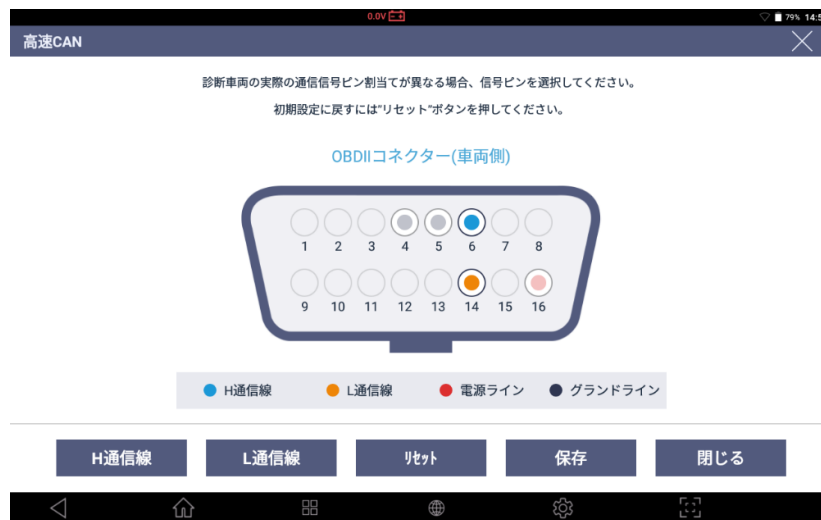 0.0V
79% 14:5
高速CAN
診断車両の実際の通信信号ピン割当てが異なる場合、信号ピンを選択してください。
初期設定に戻すには"リセット"ボタンを押してください。
OBDIIコネクター(車両側)
1 2 3 4 5 6 7 8
9 10 11 12 13 14 15 16
H通信線 L通信線 電源ライン グランドライン
H通信線 L通信線 ﾘｾｯﾄ 保存 閉じる